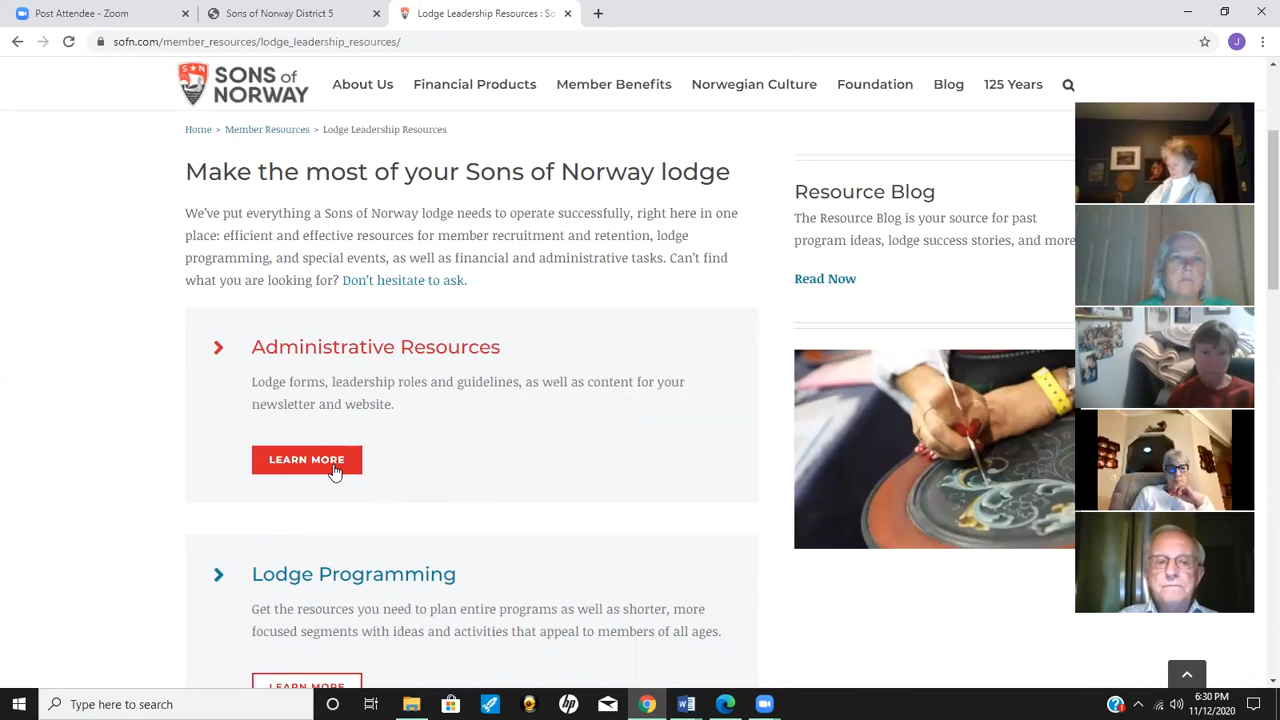 Post Attendee - Zoom
Sons of Norway District 5
Lodge Leadership Resources : So
sofn.com/member_resources/lodge_leadership_resources/
J
S N
SONS of
NORWAY
About Us
Financial Products
Member Benefits
Norwegian Culture
Foundation
Blog
125 Years
Home > Member Resources > Lodge Leadership Resources
Make the most of your Sons of Norway lodge
We've put everything a Sons of Norway lodge needs to operate successfully, right here in one
place: efficient and effective resources for member recruitment and retention, lodge
programming, and special events, as well as financial and administrative tasks. Can't find
what you are looking for? Don't hesitate to ask.
Resource Blog
The Resource Blog is your source for past
program ideas, lodge success stories, and more
Read Now
Administrative Resources
Lodge forms, leadership roles and guidelines, as well as content for your
newsletter and website.
LEARN MORE
Lodge Programming
Get the resources you need to plan entire programs as well as shorter, more
focused segments with ideas and activities that appeal to members of all ages.
LEARN MORE
Type here to search
hp
6:30 PM
11/12/2020